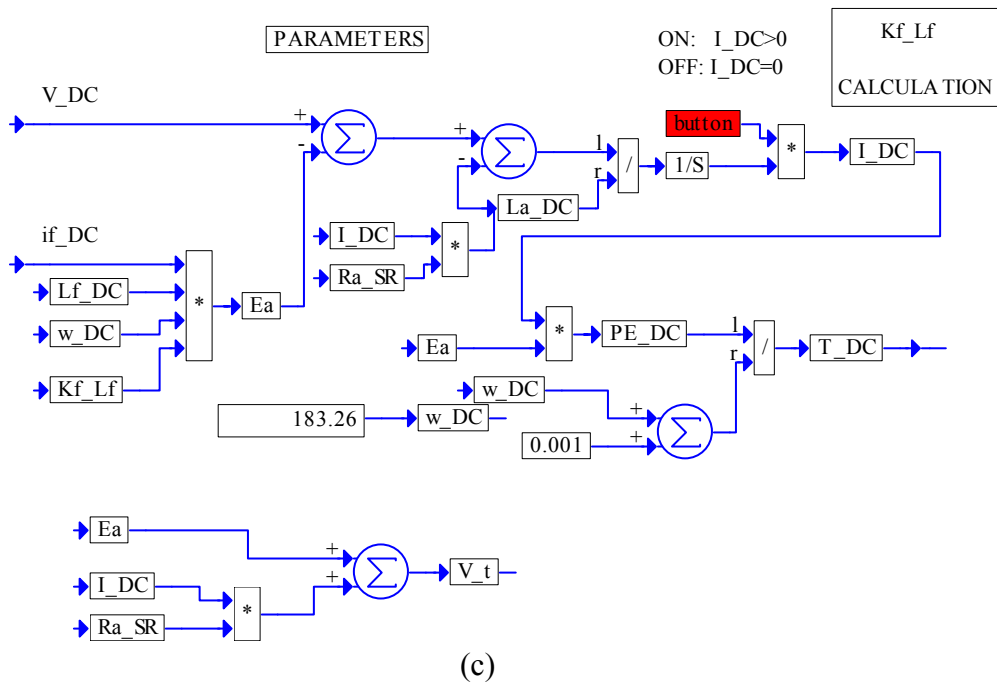 PARAMETERS
ON: I_DC>0
OFF: I_DC=0
Kf_Lf
CALCULATION
V_DC
+
-
Σ
+
-
Σ
l
r
/
button
1/S
*
I_DC
La_DC
I_DC
Ra_SR
*
if_DC
Lf_DC
w_DC
Kf_Lf
*
Ea
Ea
*
PE_DC
l
r
/
T_DC
w_DC
183.26
w_DC
0.001
+
+
Σ
Ea
I_DC
Ra_SR
*
+
+
Σ
V_t
(c)